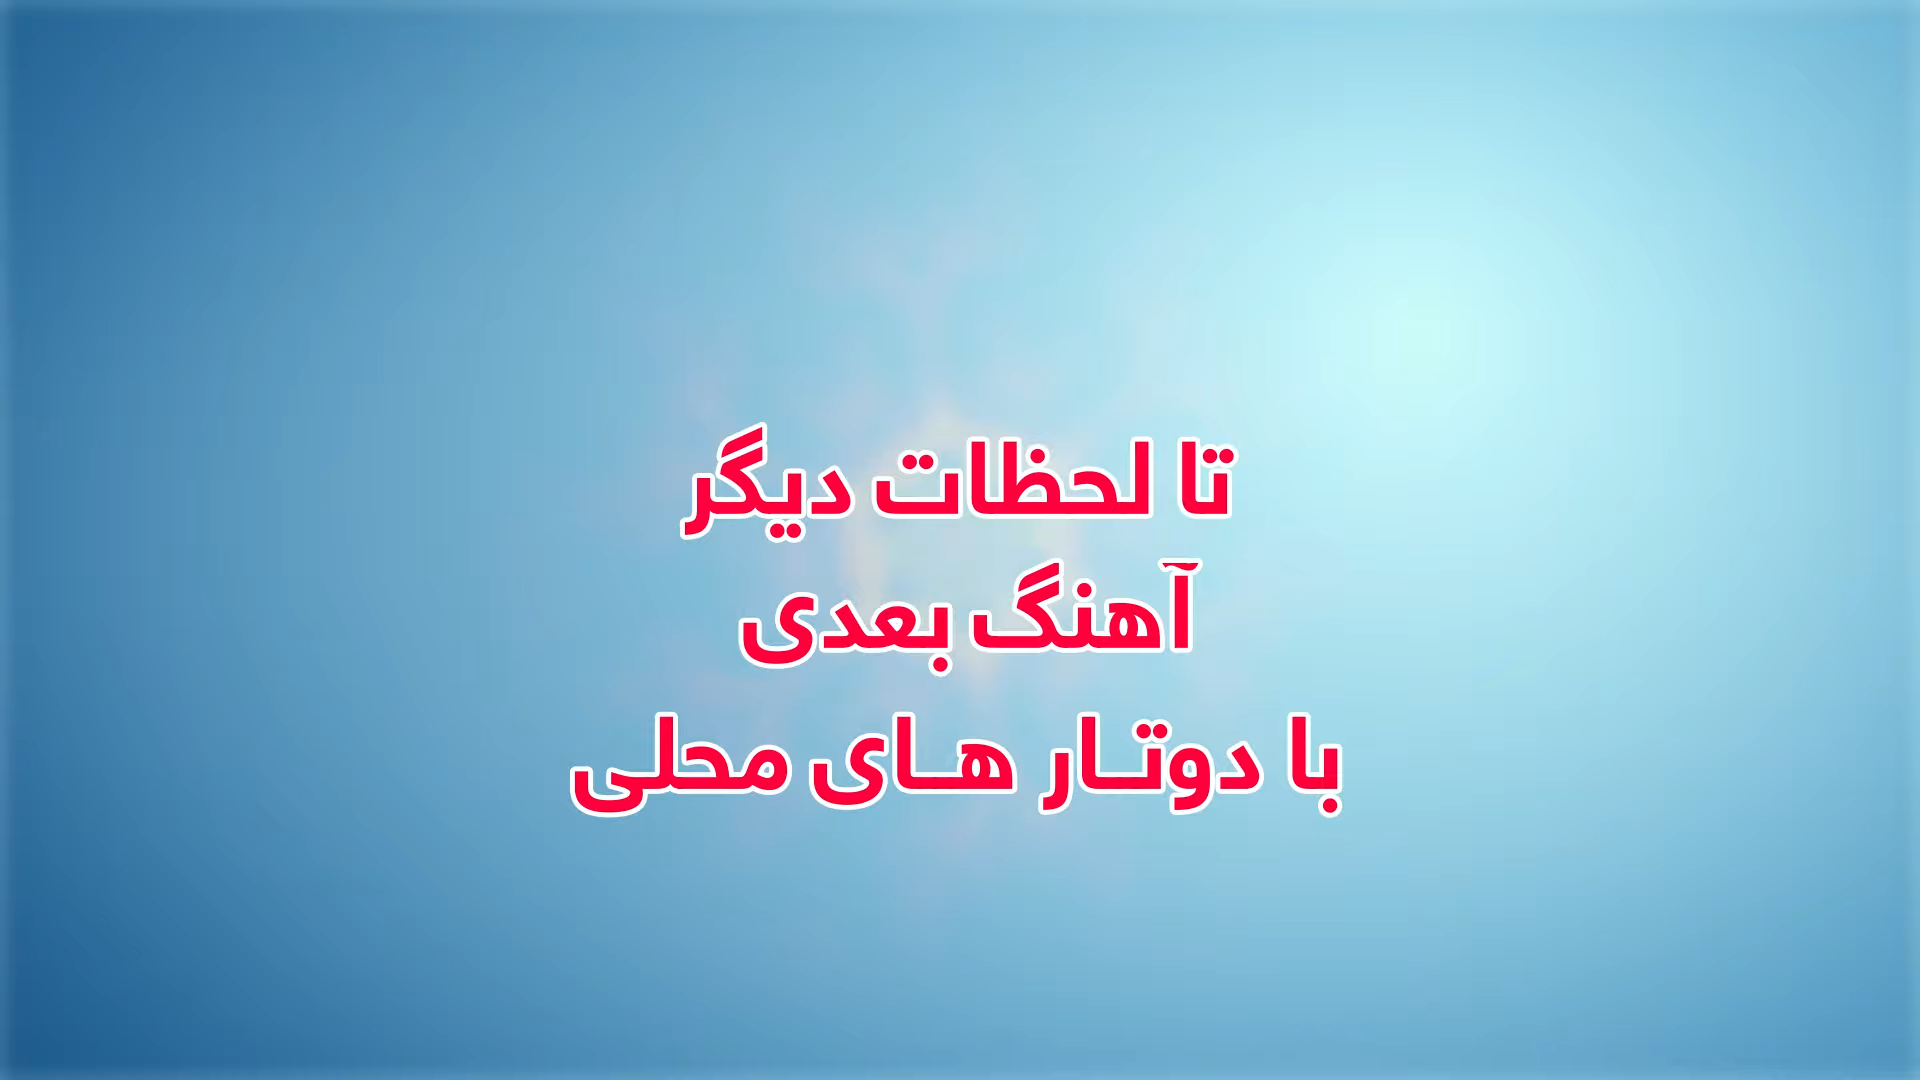 تا لحظات دیگر
آهنگ بعدی
با دوتـار هـای محلی